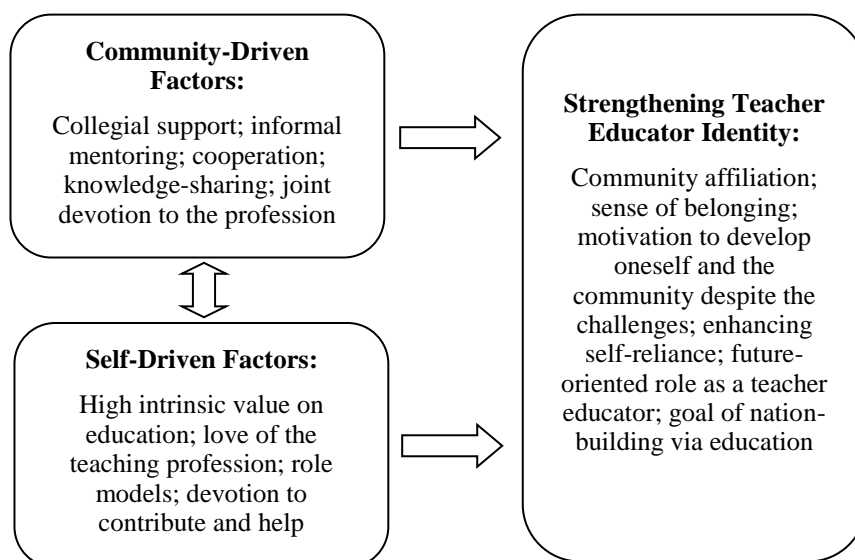 Community-Driven
Factors:
Collegial support; informal
mentoring; cooperation;
knowledge-sharing; joint
devotion to the profession
Self-Driven Factors:
High intrinsic value on
education; love of the
teaching profession; role
models; devotion to
contribute and help
Strengthening Teacher
Educator Identity:
Community affiliation;
sense of belonging;
motivation to develop
oneself and the
community despite the
challenges; enhancing
self-reliance; future-
oriented role as a teacher
educator; goal of nation-
building via education